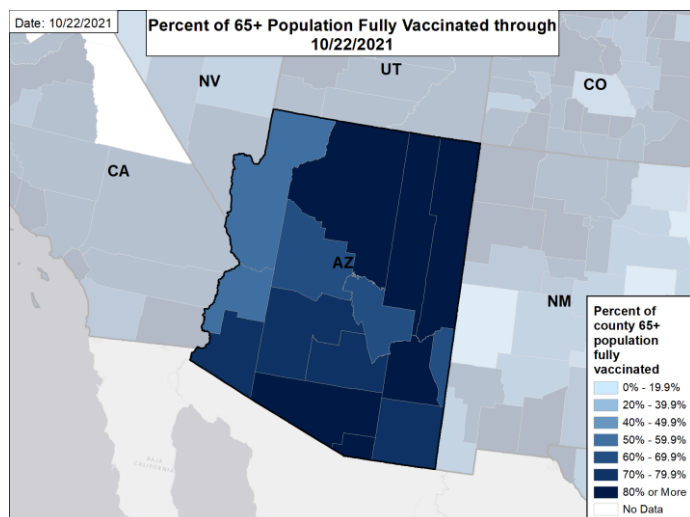 Date: 10/22/2021
Percent of 65+ Population Fully Vaccinated through
10/22/2021
NV
UT
CO
CA
AZ
NM
BAJA
CALIFORNIA
Percent of
county 65+
population
fully
vaccinated
0% - 19.9%
20% - 39.9%
40% - 49.9%
50% - 59.9%
60% - 69.9%
70% - 79.9%
80% or More
No Data